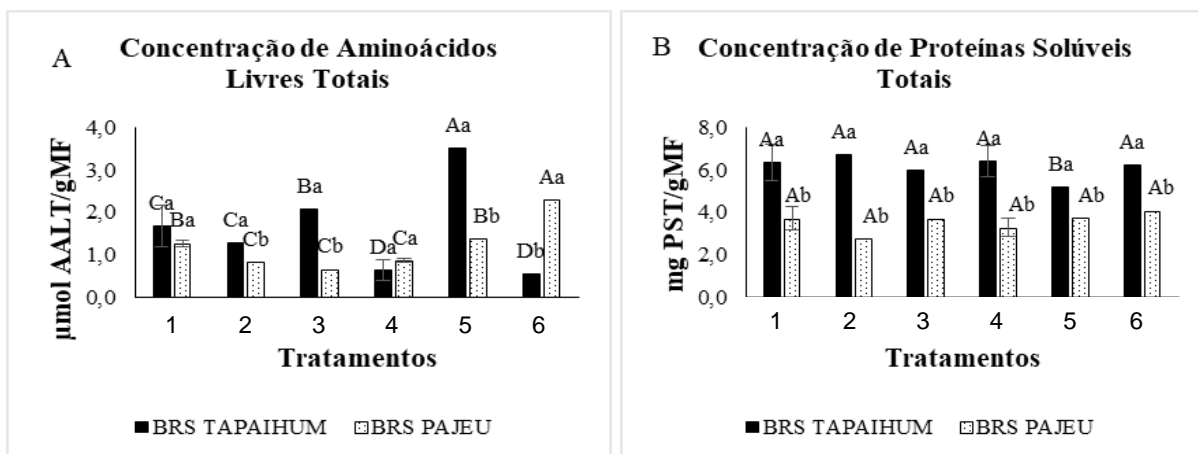 A
Concentração de Aminoácidos
Livres Totais
µmol AALT/gMF
4,0
3,0
2,0
1,0
0,0
Ca
Ba
Ca
Cb
Ba
Cb
Da
Ca
Aa
Bb
Db
Aa
1 2 3 4 5 6
Tratamentos
BRS TAPAIHUM BRS PAJEU
B
Concentração de Proteínas Solúveis
Totais
mg PST/gMF
8,0
6,0
4,0
2,0
0,0
Aa
Ab
Aa
Ab
Aa
Ab
Aa
Ab
Ba
Ab
Aa
Ab
1 2 3 4 5 6
Tratamentos
BRS TAPAIHUM BRS PAJEU